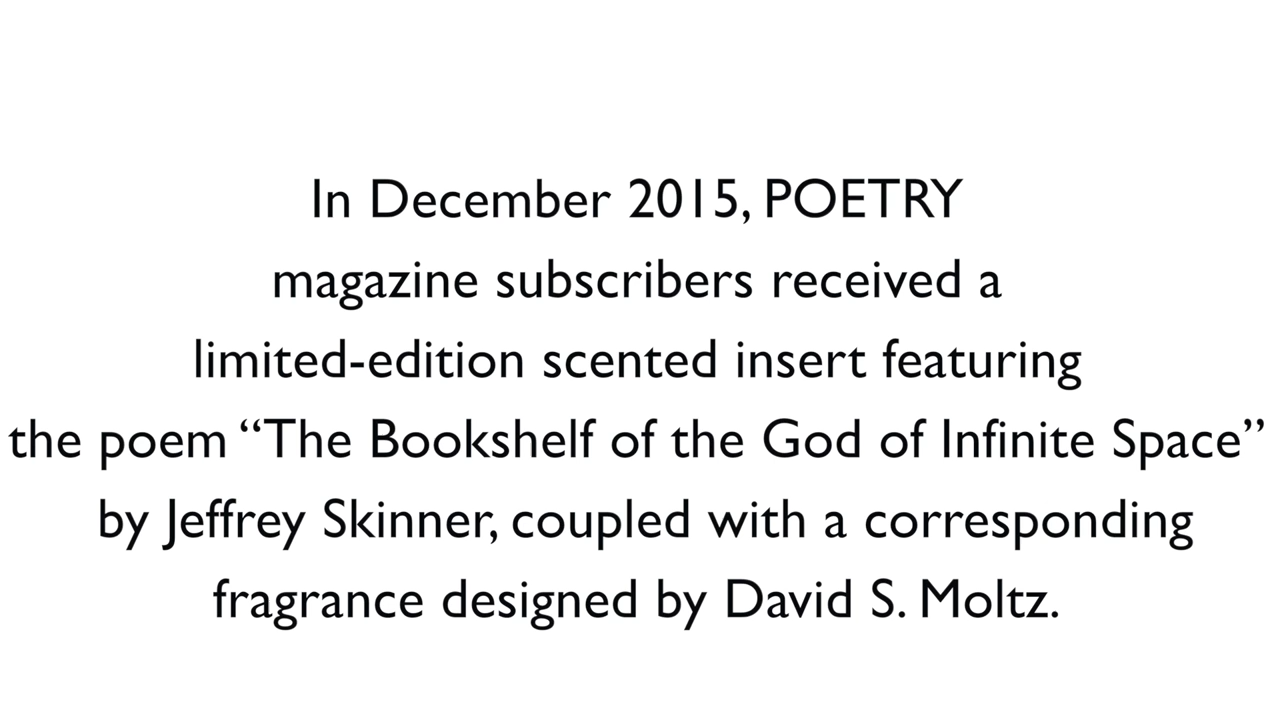 In December 2015, POETRY
magazine subscribers received a
limited-edition scented insert featuring
the poem “The Bookshelf of the God of Infinite Space”
by Jeffrey Skinner, coupled with a corresponding
fragrance designed by David S. Moltz.